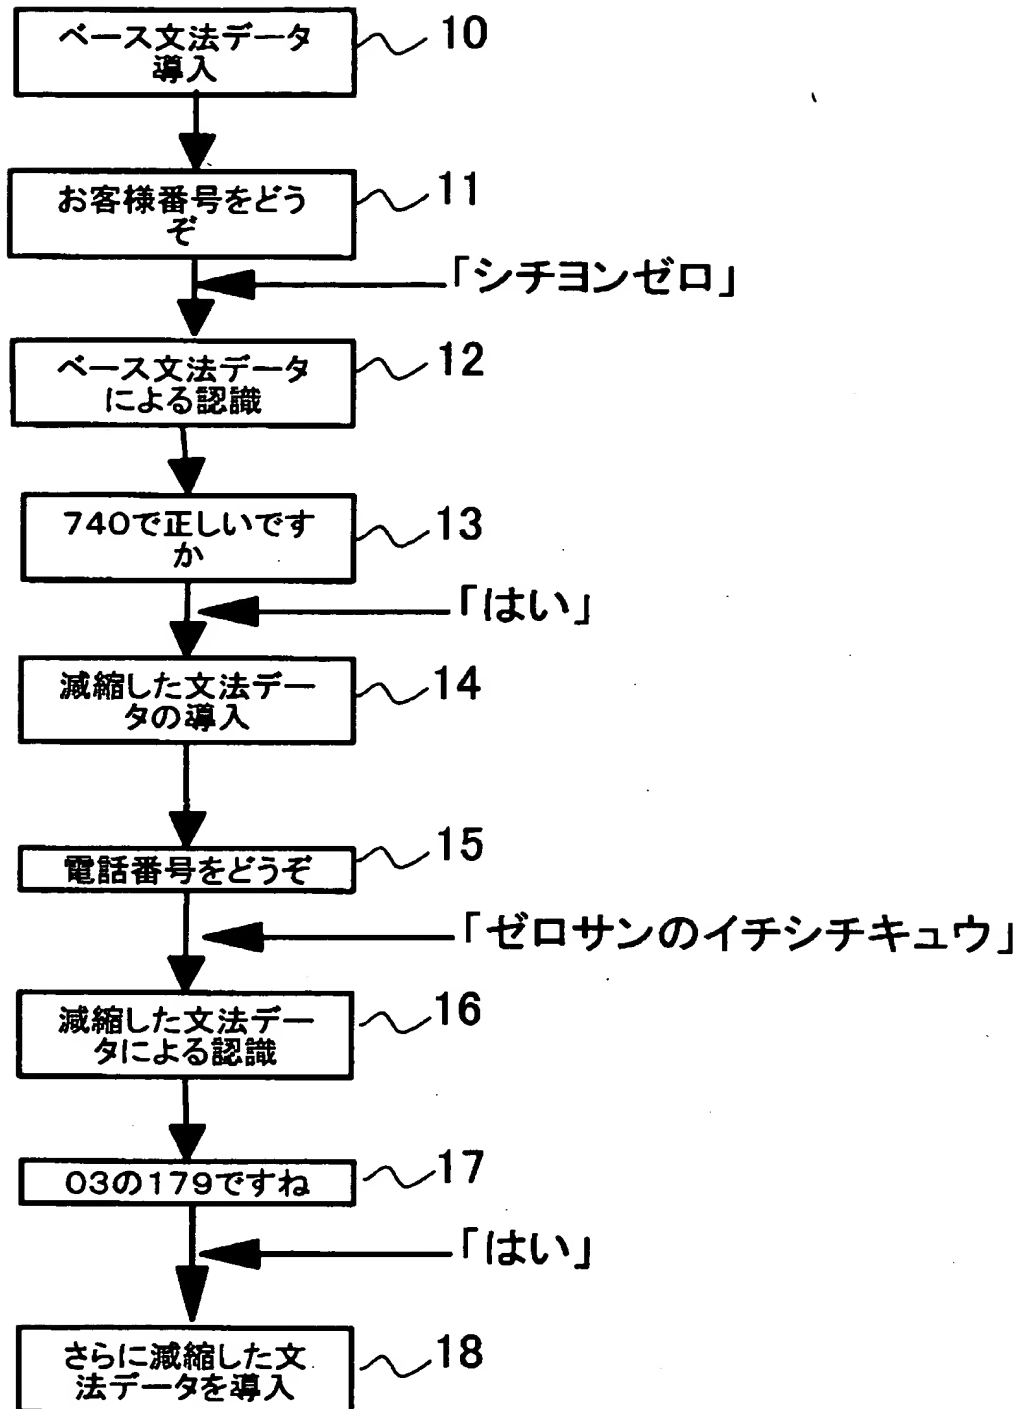 ベース文法データ
導入
10
お客様番号をどう
ぞ
11
「シチヨンゼロ」
ベース文法データ
による認識
12
740で正しいです
か
13
「はい」
減縮した文法デー
タの導入
14
電話番号をどうぞ
15
「ゼロサンのイチシチキュウ」
減縮した文法デー
タによる認識
16
03の179ですね
17
「はい」
さらに減縮した文
法データを導入
18